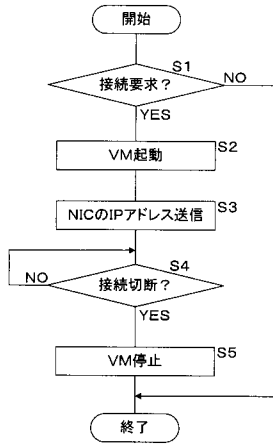 開始
S1
接続要求?
NO
YES
S2
VM起動
S3
NICのIPアドレス送信
S4
接続切断?
NO
YES
S5
VM停止
終了